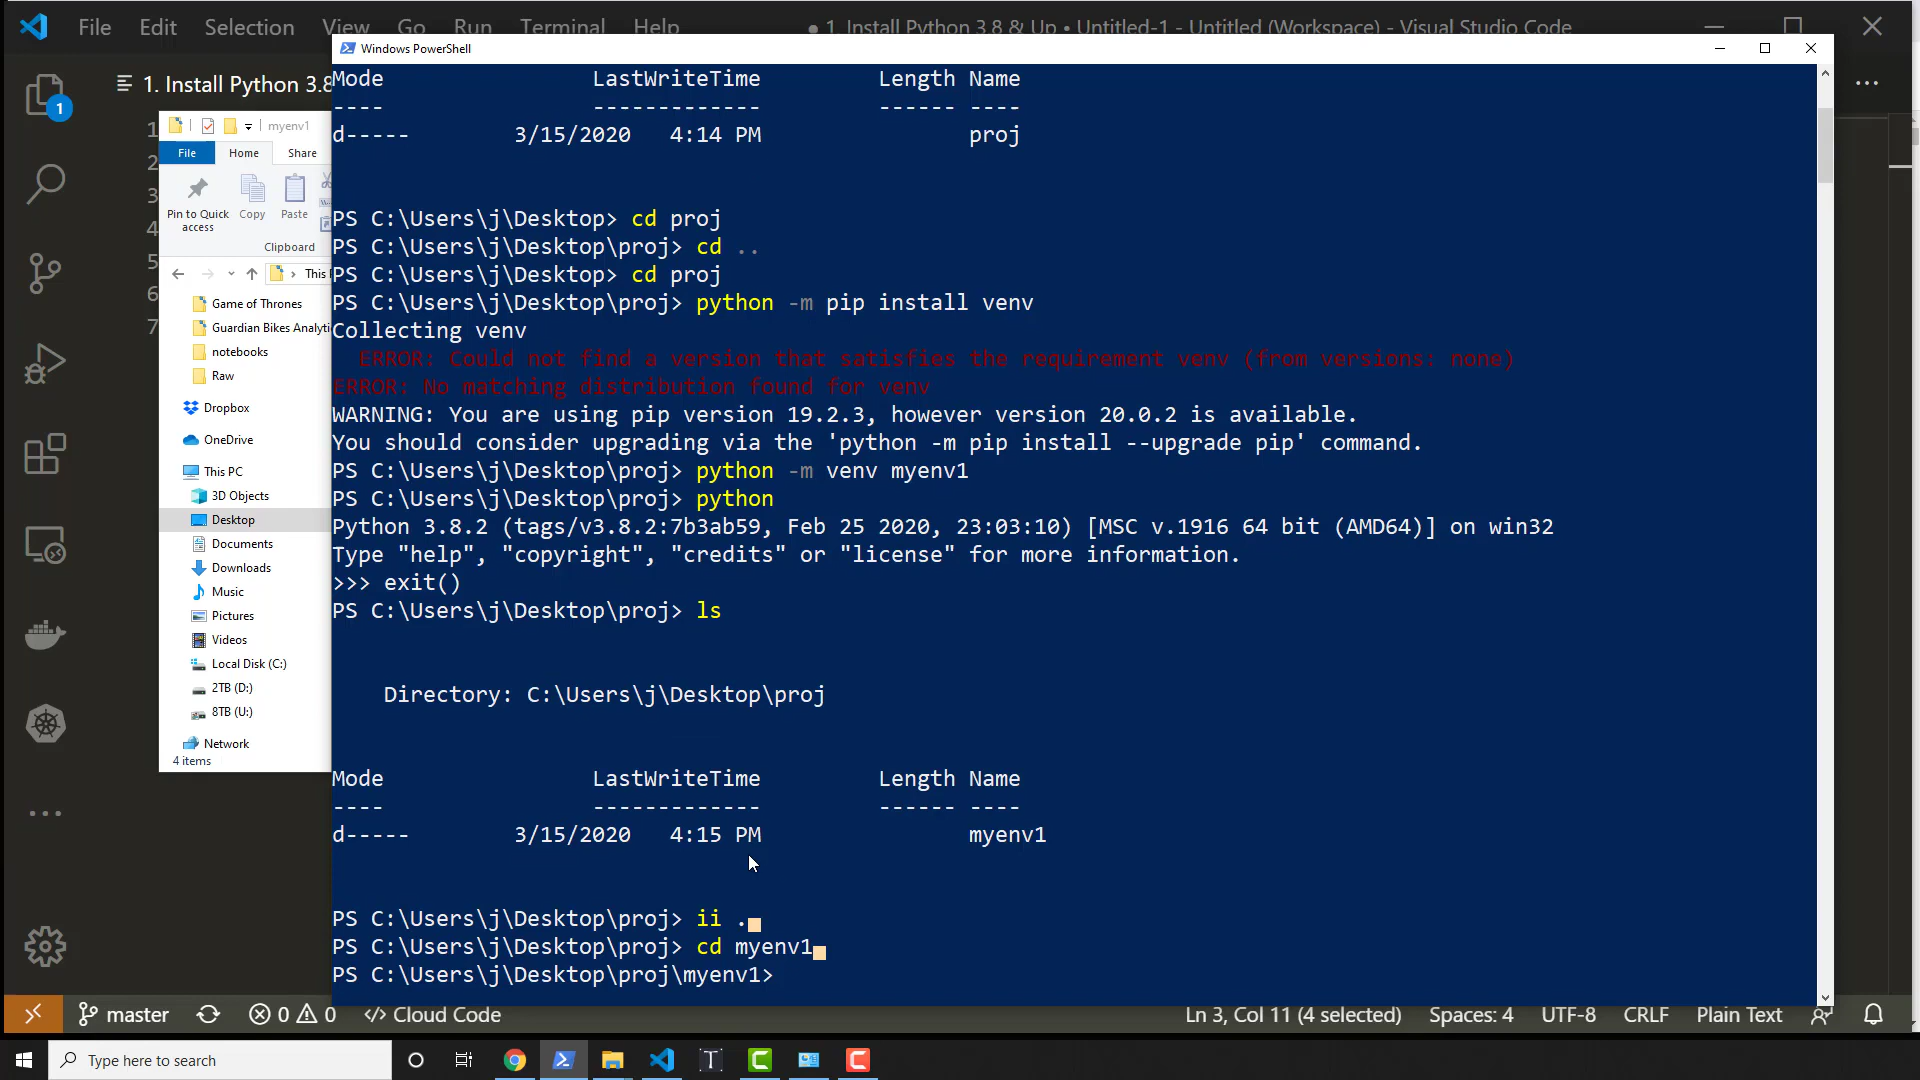 File Edit Selection View Go Run Terminal Help ● 1. Install Python 3.8 & Up • Untitled-1 - Untitled (Workspace) - Visual Studio Code
1
1. Install Python 3.8
1
2
3
4
5
6
7
myenv1
File Home Share
Pin to Quick access
Copy
Paste
Clipboard
This
Game of Thrones
Guardian Bikes Analyti
notebooks
Raw
Dropbox
OneDrive
This PC
3D Objects
Desktop
Documents
Downloads
Music
Pictures
Videos
Local Disk (C:)
2TB (D:)
8TB (U:)
Network
4 items
Windows PowerShell
Mode LastWriteTime Length Name
---- ------------- ------ ----
d----- 3/15/2020 4:14 PM proj
PS C:\Users\j\Desktop> cd proj
PS C:\Users\j\Desktop\proj> cd ..
PS C:\Users\j\Desktop> cd proj
PS C:\Users\j\Desktop\proj> python -m pip install venv
Collecting venv
ERROR: Could not find a version that satisfies the requirement venv (from versions: none)
ERROR: No matching distribution found for venv
WARNING: You are using pip version 19.2.3, however version 20.0.2 is available.
You should consider upgrading via the 'python -m pip install --upgrade pip' command.
PS C:\Users\j\Desktop\proj> python -m venv myenv1
PS C:\Users\j\Desktop\proj> python
Python 3.8.2 (tags/v3.8.2:7b3ab59, Feb 25 2020, 23:03:10) [MSC v.1916 64 bit (AMD64)] on win32
Type "help", "copyright", "credits" or "license" for more information.
>>> exit()
PS C:\Users\j\Desktop\proj> ls
Directory: C:\Users\j\Desktop\proj
Mode LastWriteTime Length Name
---- ------------- ------ ----
d----- 3/15/2020 4:15 PM myenv1
PS C:\Users\j\Desktop\proj> ii .
PS C:\Users\j\Desktop\proj> cd myenv1
PS C:\Users\j\Desktop\proj\myenv1>
master 0 0 Cloud Code Ln 3, Col 11 (4 selected) Spaces: 4 UTF-8 CRLF Plain Text
Type here to search